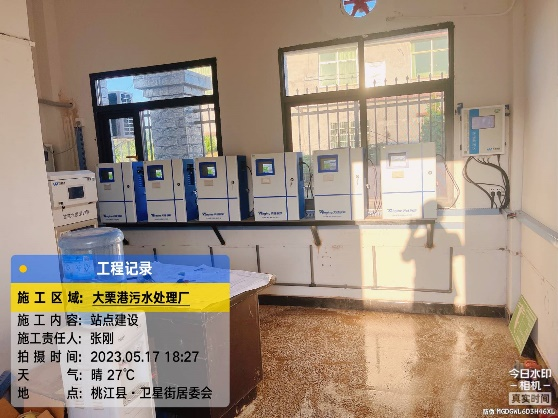 工程记录
施工区域：大栗港污水处理厂
施工内容：站点建设
施工责任人：张刚
拍摄时间：2023.05.17 18:27
天气：晴 27℃
地点：桃江县·卫星街居委会
今日水印
-相机-
真实时间
防伪 MGDGWL6D3H46XL